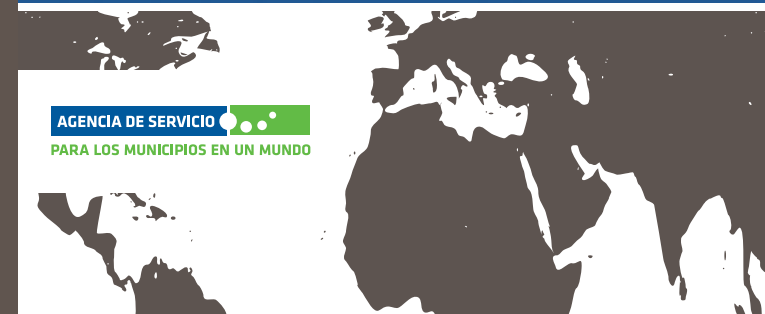 AGENCIA DE SERVICIO
PARA LOS MUNICIPIOS EN UN MUNDO